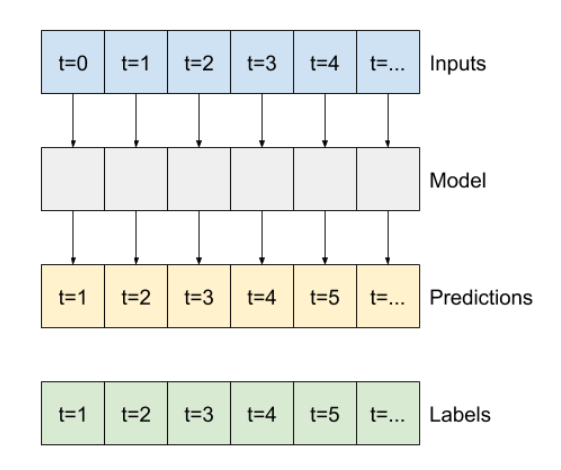 t=0 t=1 t=2 t=3 t=4 t=... Inputs
Model
t=1 t=2 t=3 t=4 t=5 t=... Predictions
t=1 t=2 t=3 t=4 t=5 t=... Labels